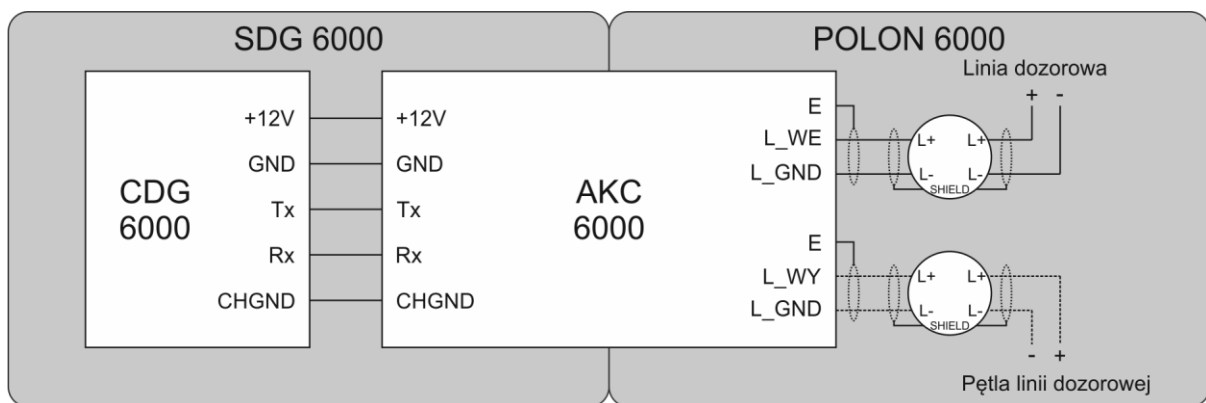 SDG 6000
POLON 6000
Linia dozorowa
+ -
CDG
6000
+12V
GND
Tx
Rx
CHGND
+12V
GND
Tx
Rx
CHGND
AKC
6000
E
L_WE
L_GND
L+ L+
L- L-
SHIELD
E
L_WY
L_GND
L+ L+
L- L-
SHIELD
- +
Pętla linii dozorowej